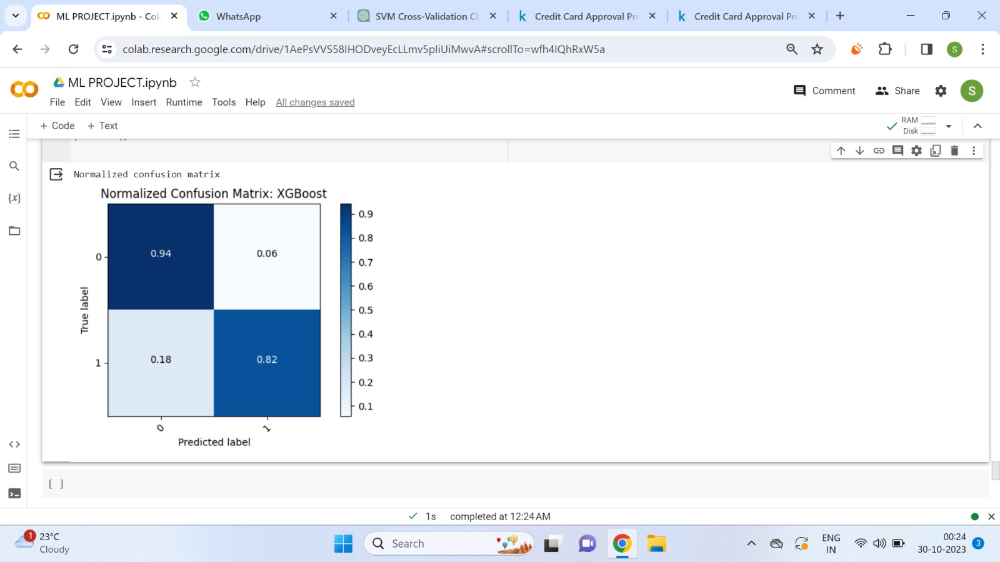 ML PROJECT.ipynb - Col
WhatsApp
SVM Cross-Validation Cl
Credit Card Approval Pre
Credit Card Approval Pre
colab.research.google.com/drive/1AePsVVS58IHODveyEcLLmv5pIiUiMwvA#scrollTo=wfh4IQhRxW5a
S
ML PROJECT.ipynb
File Edit View Insert Runtime Tools Help All changes saved
Comment
Share
S
+ Code + Text
RAM
Disk
Normalized confusion matrix
Normalized Confusion Matrix: XGBoost
0.94 0.06
0.18 0.82
0
1
True label
0 1
Predicted label
0.9
0.8
0.7
0.6
0.5
0.4
0.3
0.2
0.1
{x}
[ ]
1s completed at 12:24 AM
1
23°C
Cloudy
Search
ENG
IN
00:24
30-10-2023
3